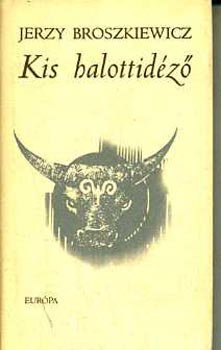 JERZY BROSZKIEWICZ
Kis halottidéző
EURÓPA